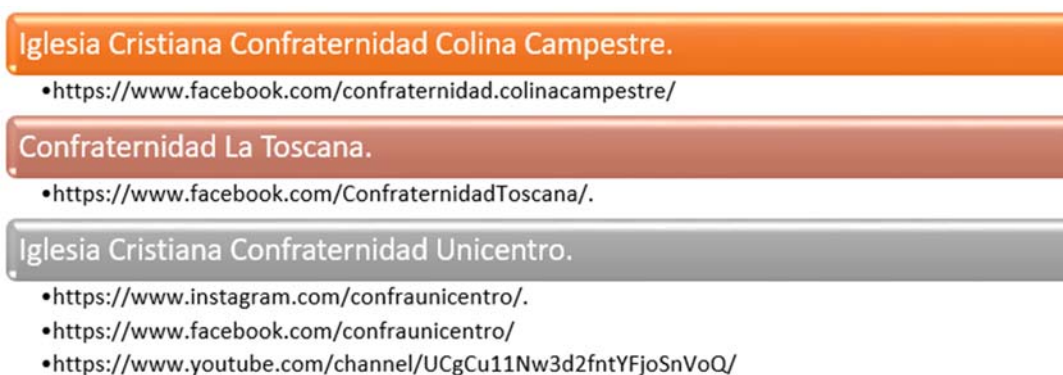 Iglesia Cristiana Confraternidad Colina Campestre.
•https://www.facebook.com/confraternidad.colinacampestre/
Confraternidad La Toscana.
•https://www.facebook.com/ConfraternidadToscana/.
Iglesia Cristiana Confraternidad Unicentro.
•https://www.instagram.com/confraunicentro/.
•https://www.facebook.com/confraunicentro/
•https://www.youtube.com/channel/UCgCu11Nw3d2fntYFjoSnVoQ/